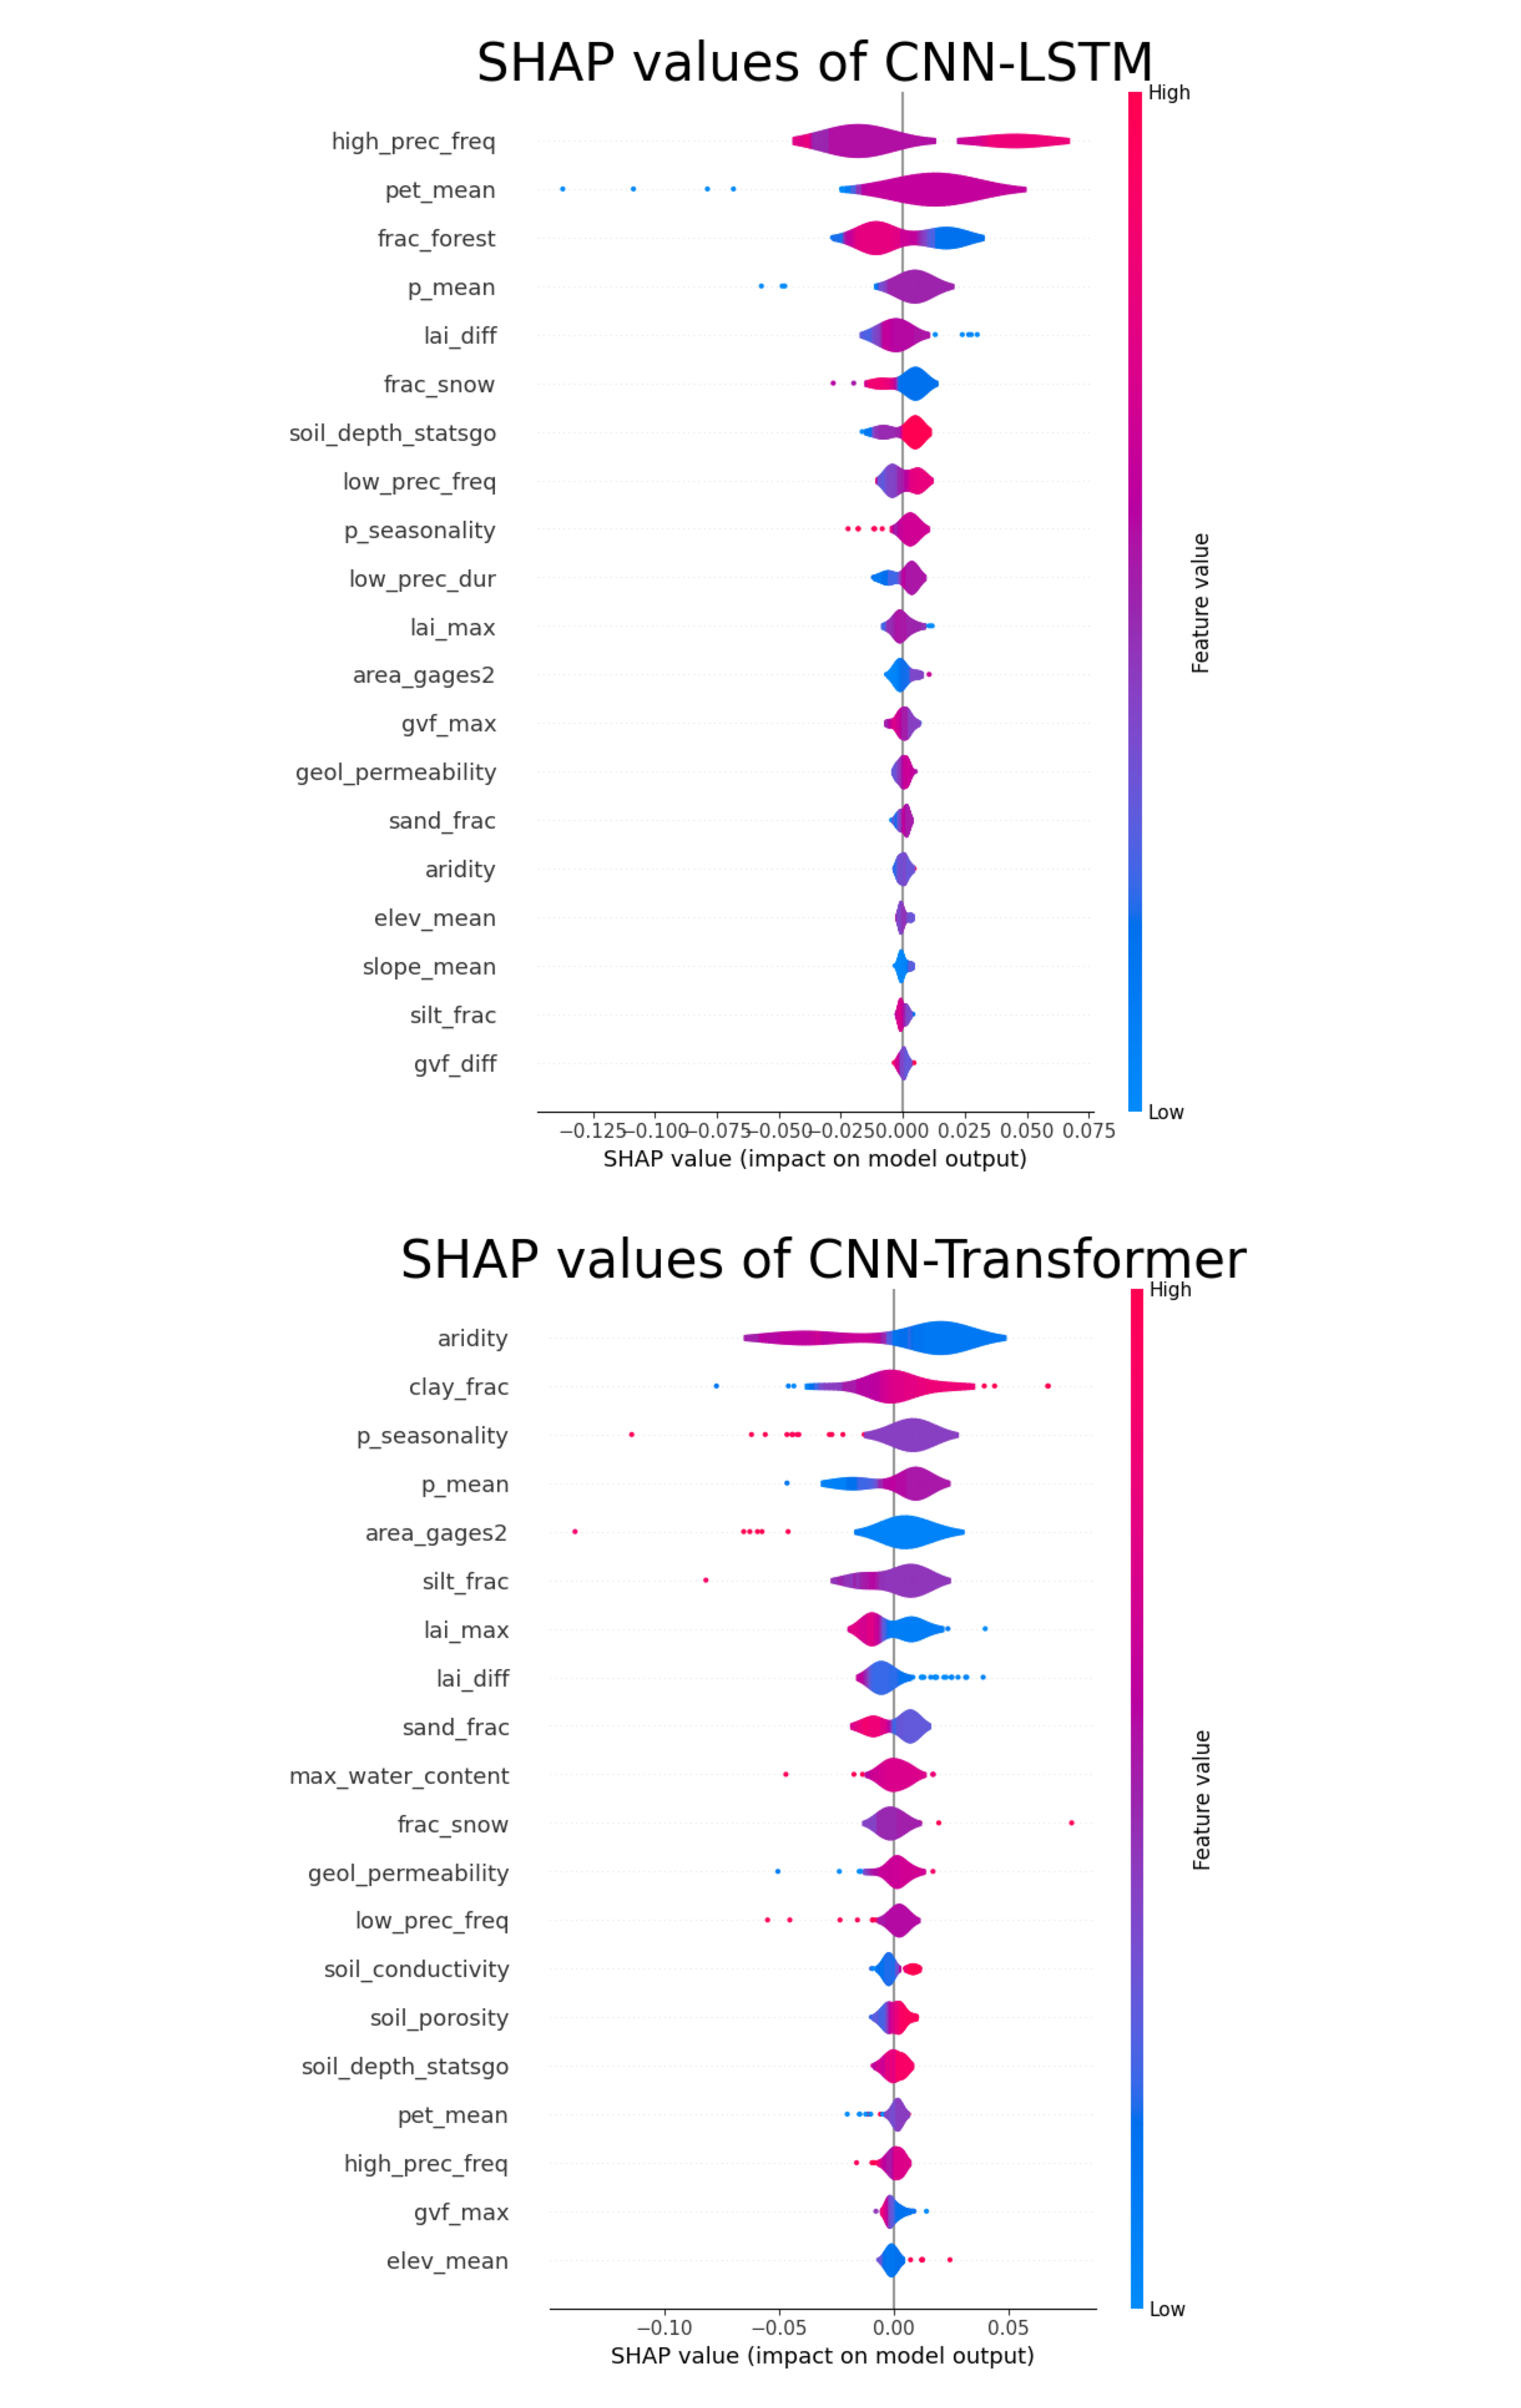 SHAP values of CNN-LSTM
High
high_prec_freq
pet_mean
frac_forest
p_mean
lai_diff
frac_snow
soil_depth_statsgo
low_prec_freq
p_seasonality
low_prec_dur
lai_max
area_gages2
gvf_max
geol_permeability
sand_frac
aridity
elev_mean
slope_mean
silt_frac
gvf_diff
Feature value
Low
−0.125 −0.100 −0.075 −0.050 −0.025 0.000 0.025 0.050 0.075
SHAP value (impact on model output)
SHAP values of CNN-Transformer
High
aridity
clay_frac
p_seasonality
p_mean
area_gages2
silt_frac
lai_max
lai_diff
sand_frac
max_water_content
frac_snow
geol_permeability
low_prec_freq
soil_conductivity
soil_porosity
soil_depth_statsgo
pet_mean
high_prec_freq
gvf_max
elev_mean
Feature value
Low
−0.10 −0.05 0.00 0.05
SHAP value (impact on model output)